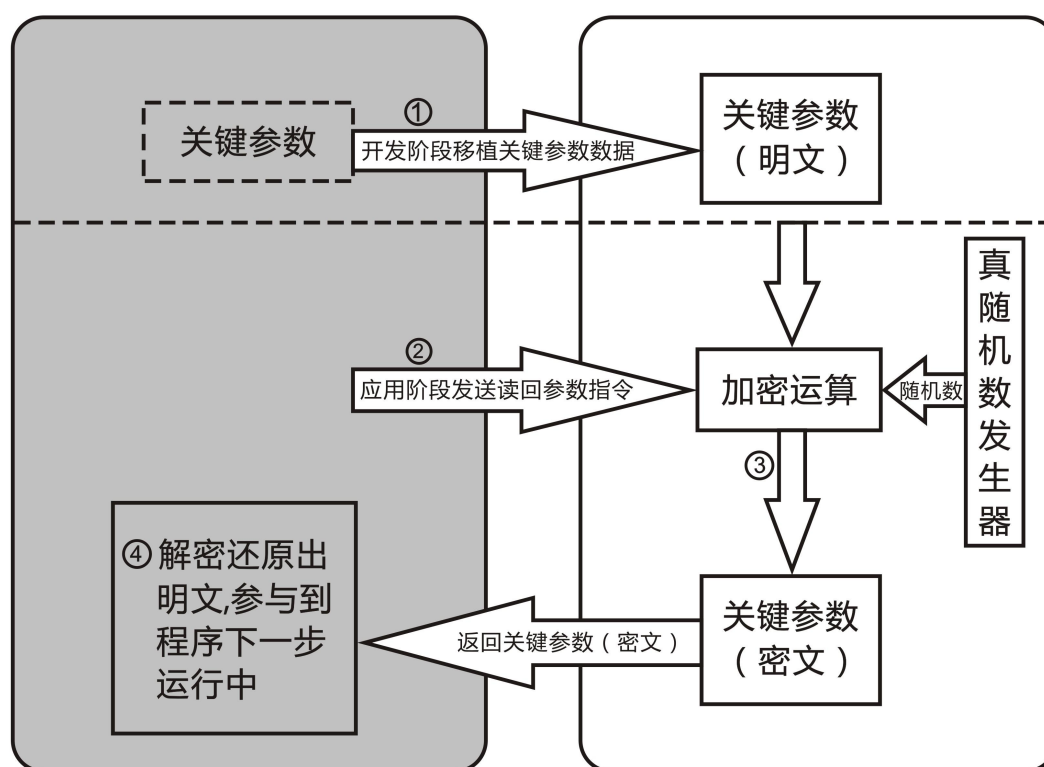 ①
关键参数
开发阶段移植关键参数数据
关键参数
（明文）
②
应用阶段发送读回参数指令
加密运算
随机数
真随机数发生器
③
④解密还原出
明文,参与到
程序下一步
运行中
返回关键参数（密文）
关键参数
（密文）